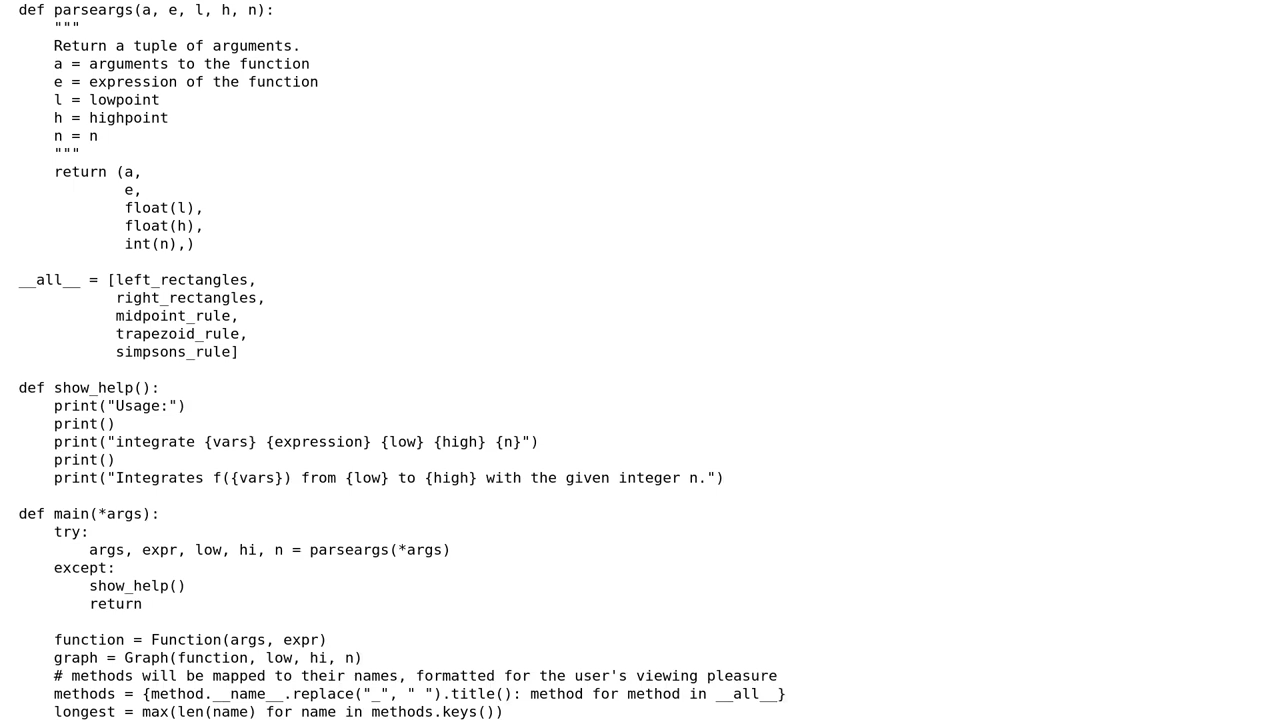 def parseargs(a, e, l, h, n):
    """
    Return a tuple of arguments.
    a = arguments to the function
    e = expression of the function
    l = lowpoint
    h = highpoint
    n = n
    """
    return (a,
            e,
            float(l),
            float(h),
            int(n),)

__all__ = [left_rectangles,
           right_rectangles,
           midpoint_rule,
           trapezoid_rule,
           simpsons_rule]

def show_help():
    print("Usage:")
    print()
    print("integrate {vars} {expression} {low} {high} {n}")
    print()
    print("Integrates f({vars}) from {low} to {high} with the given integer n.")

def main(*args):
    try:
        args, expr, low, hi, n = parseargs(*args)
    except:
        show_help()
        return

    function = Function(args, expr)
    graph = Graph(function, low, hi, n)
    # methods will be mapped to their names, formatted for the user's viewing pleasure
    methods = {method.__name__.replace("_", " ").title(): method for method in __all__}
    longest = max(len(name) for name in methods.keys())